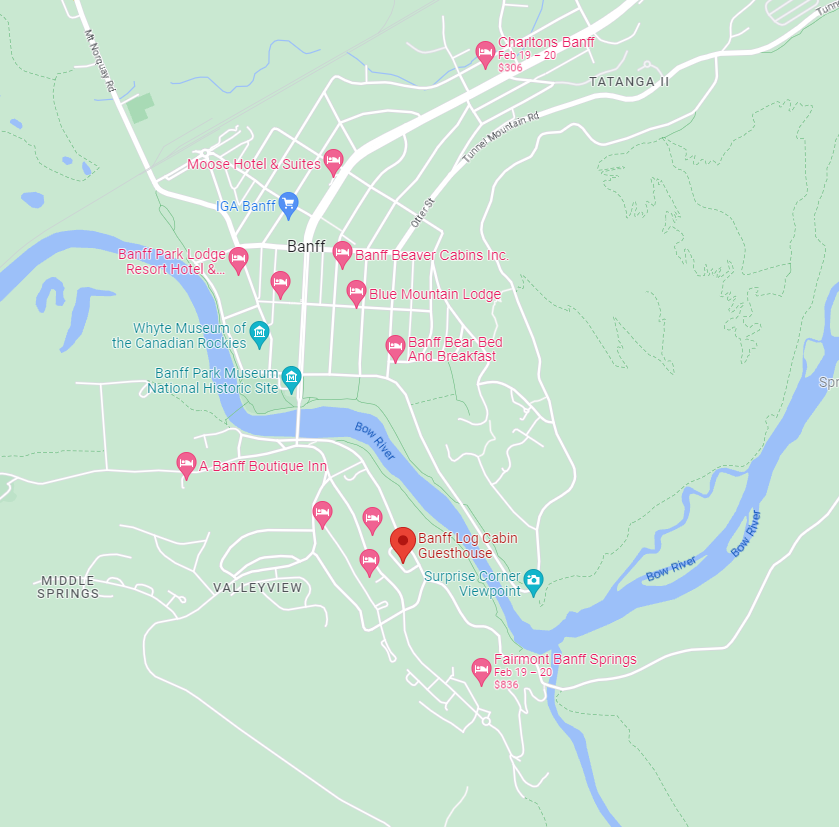 Charltons Banff
Feb 19 – 20
$306
Tunn
Mt Norquay Rd
TATANGA II
Tunnel Mountain Rd
Moose Hotel & Suites
IGA Banff
Otter St
Banff
Banff Park Lodge
Resort Hotel &...
Banff Beaver Cabins Inc.
Blue Mountain Lodge
Whyte Museum of
the Canadian Rockies
Banff Bear Bed
And Breakfast
Banff Park Museum
National Historic Site
Spr
Bow River
A Banff Boutique Inn
Bow River
Banff Log Cabin
Guesthouse
Bow River
Surprise Corner
Viewpoint
MIDDLE
SPRINGS
VALLEYVIEW
Fairmont Banff Springs
Feb 19 – 20
$836